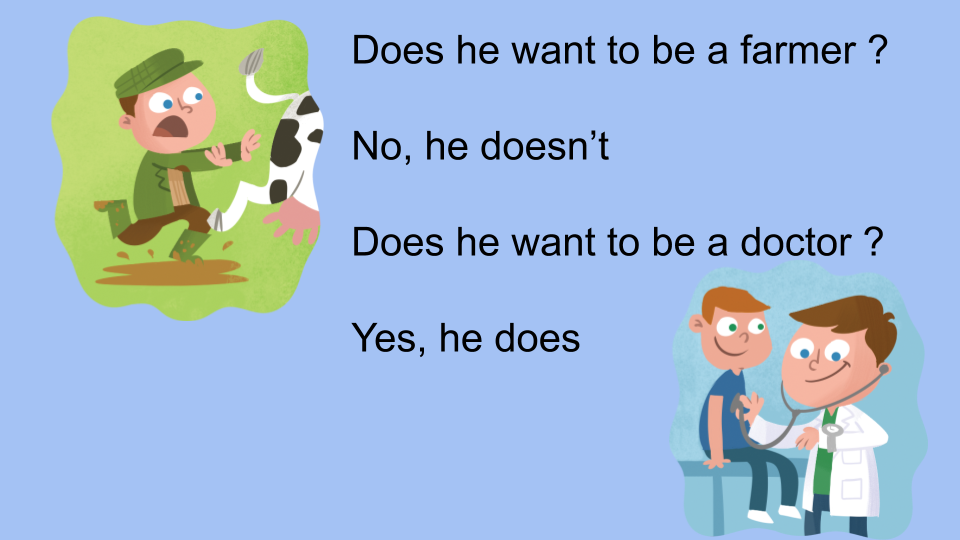 Does he want to be a farmer ?
No, he doesn’t
Does he want to be a doctor ?
Yes, he does